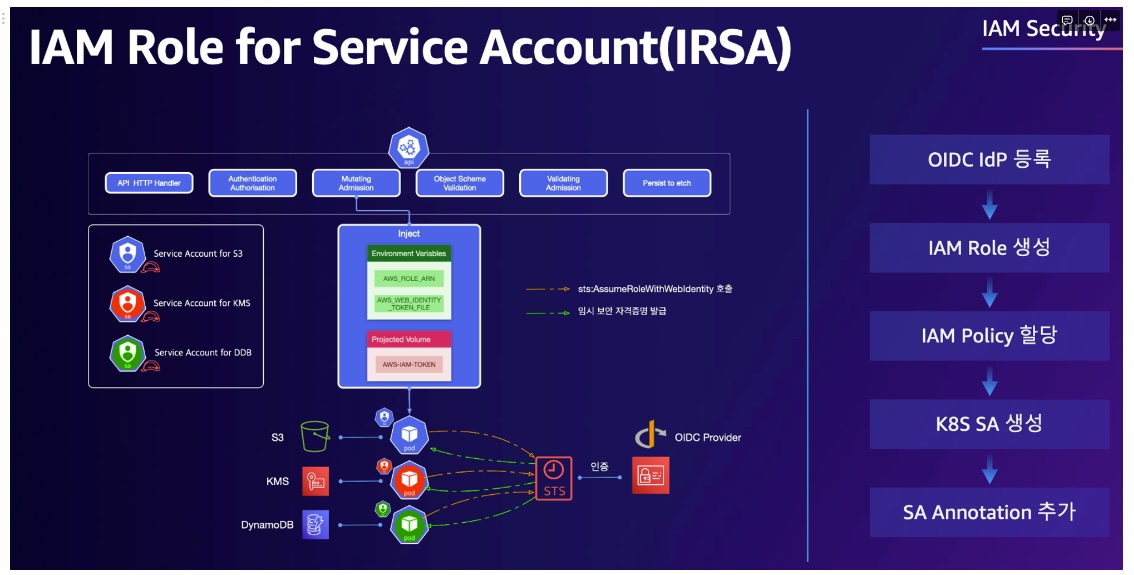 IAM Role for Service Account(IRSA)
IAM Security
api
API HTTP Handler
Authentication
Authorisation
Mutating
Admission
Object Scheme
Validation
Validating
Admission
Persist to etch
sa
Service Account for S3
sa
Service Account for KMS
sa
Service Account for DDB
Inject
Environment Variables
AWS_ROLE_ARN
AWS_WEB_IDENTITY
_TOKEN_FILE
Projected Volume
AWS-IAM-TOKEN
sts:AssumeRoleWithWebIdentity 호출
임시 보안 자격증명 발급
S3
pod
KMS
pod
DynamoDB
pod
STS
인증
OIDC Provider
OIDC IdP 등록
IAM Role 생성
IAM Policy 할당
K8S SA 생성
SA Annotation 추가